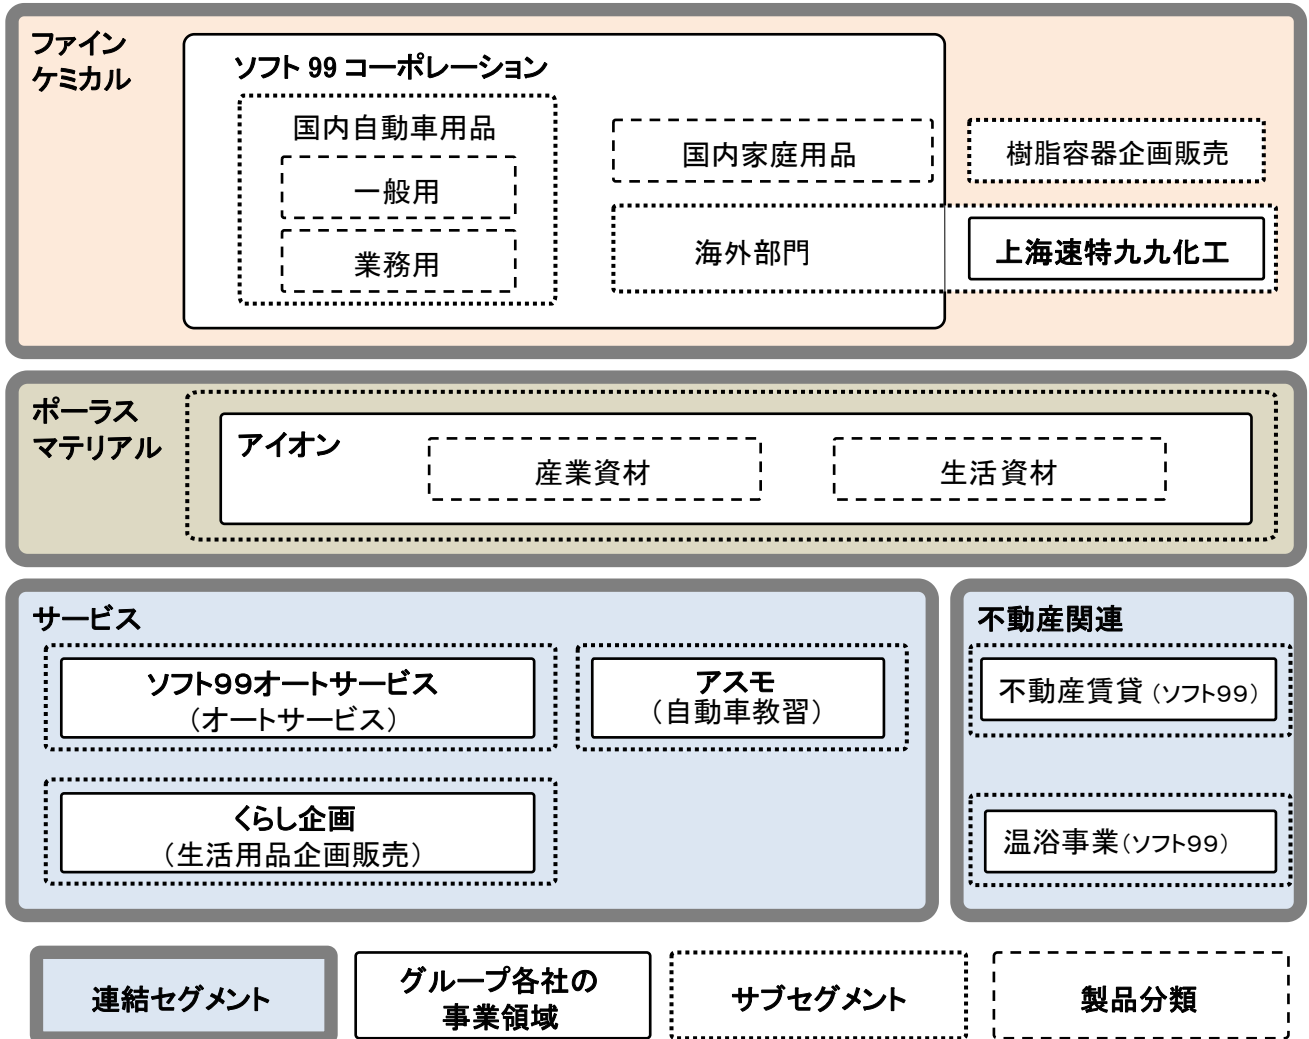 ファイン
ケミカル
ソフト 99 コーポレーション
国内自動車用品
一般用
業務用
国内家庭用品
樹脂容器企画販売
海外部門
上海速特九九化工
ポーラス
マテリアル
アイオン
産業資材
生活資材
サービス
ソフト99オートサービス
（オートサービス）
アスモ
（自動車教習）
くらし企画
（生活用品企画販売）
不動産関連
不動産賃貸（ソフト99）
温浴事業（ソフト99）
連結セグメント
グループ各社の
事業領域
サブセグメント
製品分類